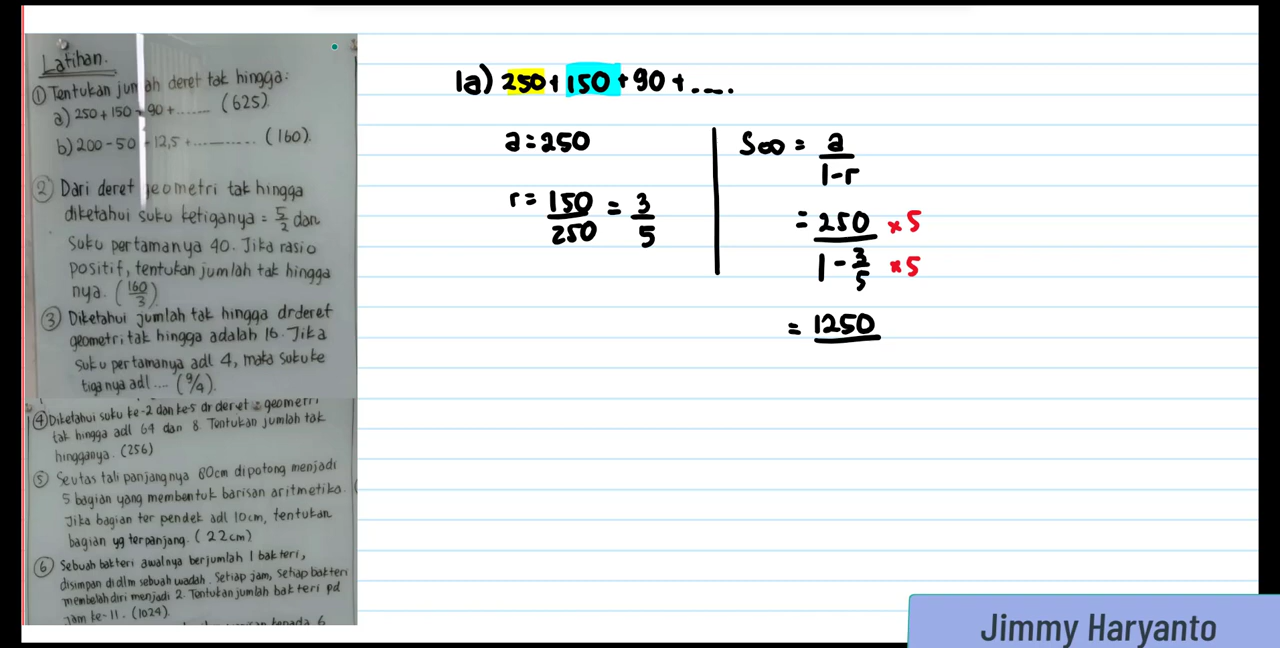 Latihan.
① Tentukan jumlah deret tak hingga:
a) 250 + 150 + 90 + ....... (625)
b) 200 - 50 + 12,5 + ........... (160).
② Dari deret geometri tak hingga
diketahui suku ketiganya = 5/2 dan
suku pertamanya 40. Jika rasio
positif, tentukan jumlah tak hingga
nya. (160/3)
③ Diketahui jumlah tak hingga dr deret
geometri tak hingga adalah 16. Jika
suku pertamanya adl 4, maka suku ke
tiga nya adl .... (9/4).
④ Diketahui suku ke-2 dan ke-5 dr deret geometri
tak hingga adl 64 dan 8. Tentukan jumlah tak
hingganya. (256)
⑤ Seutas tali panjangnya 80cm dipotong menjadi
5 bagian yang membentuk barisan aritmetika.
Jika bagian terpendek adl 10cm, tentukan
bagian yg terpanjang. (22cm)
⑥ Sebuah bakteri awalnya berjumlah 1 bakteri,
disimpan di dlm sebuah wadah. Setiap jam, setiap bakteri
membelah diri menjadi 2. Tentukan jumlah bakteri pd
jam ke-11. (1024).
1a) 250 + 150 + 90 + ....
a = 250
r = 150/250 = 3/5
S∞ = a/1-r
= 250 × 5
1 - 3/5 × 5
= 1250
Jimmy Haryanto